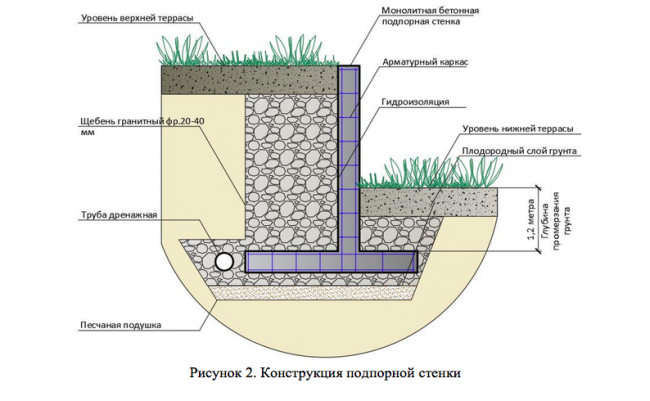 Уровень верхней террасы
Монолитная бетонная
подпорная стенка
Арматурный каркас
Гидроизоляция
Щебень гранитный фр.20-40
мм
Уровень нижней террасы
Плодородный слой грунта
Труба дренажная
1,2 метра
Глубина
промерзания
грунта
Песчаная подушка
Рисунок 2. Конструкция подпорной стенки